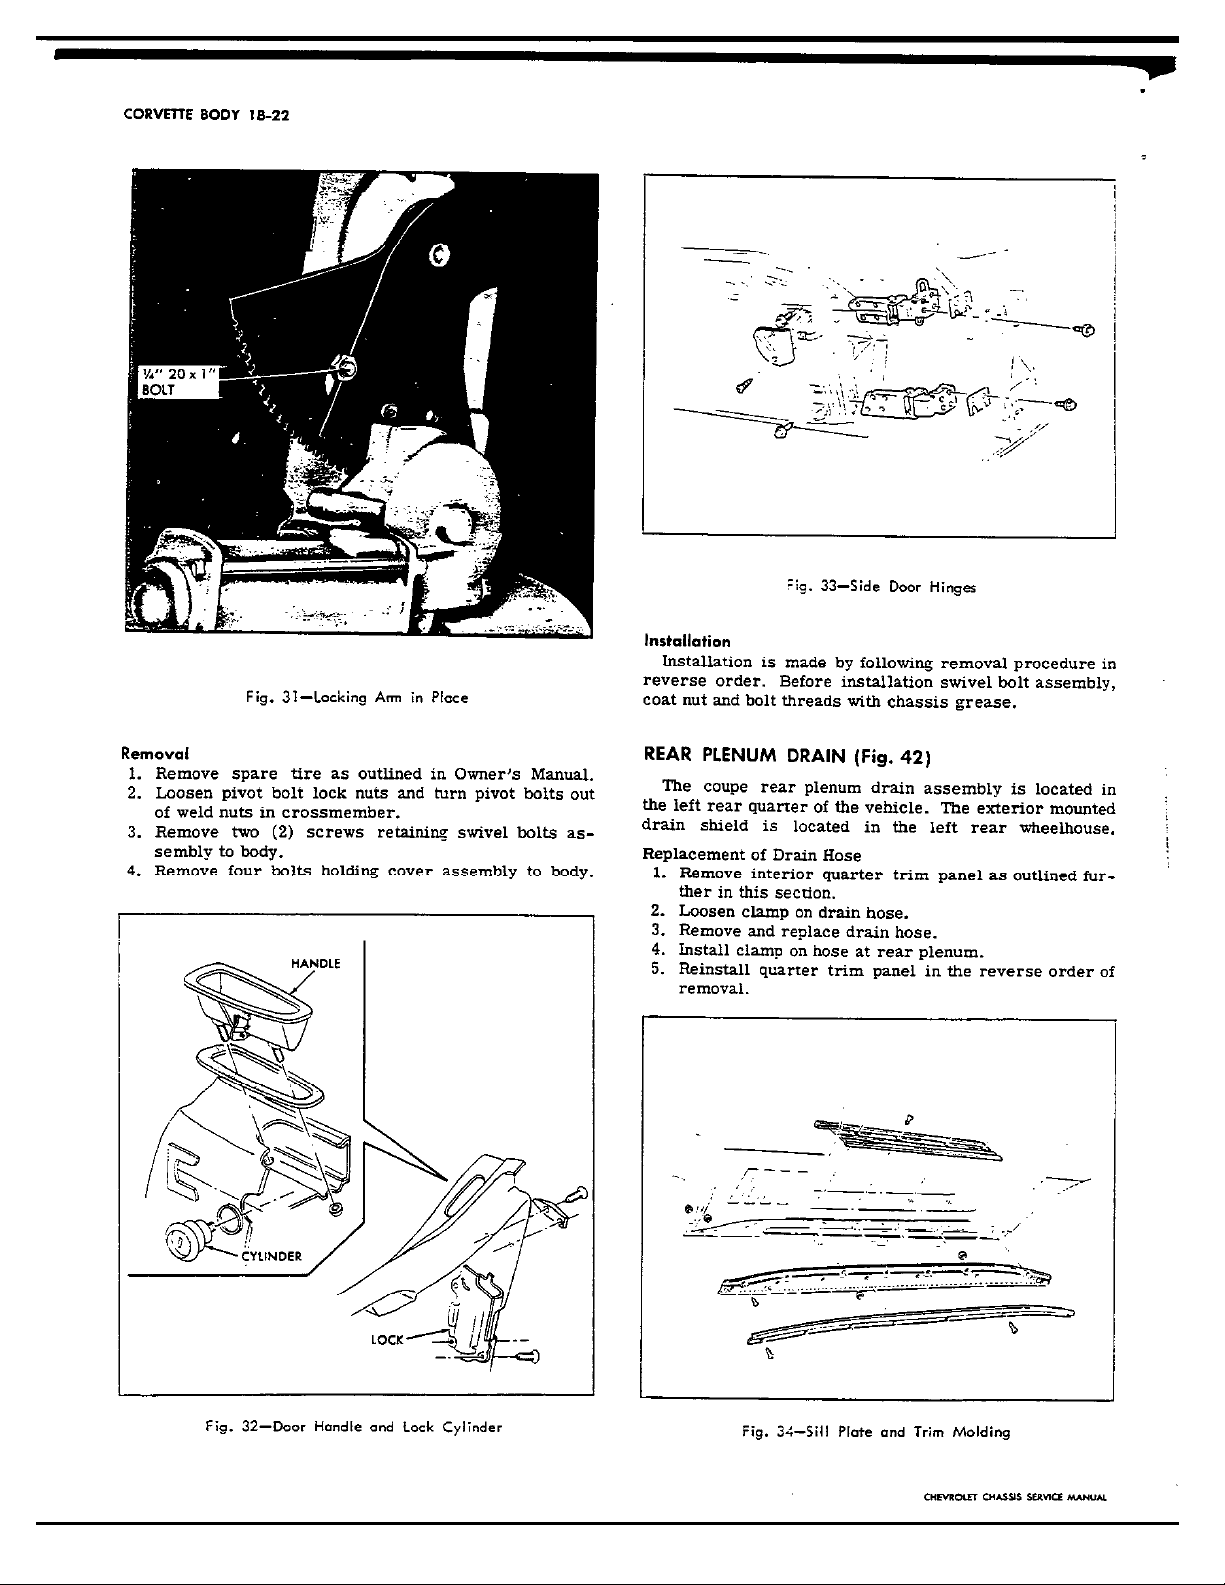 CORVETTE BODY 1B-22
1/4" 20 x 1"
BOLT
Fig. 31—Locking Arm in Place
Removal
1. Remove spare tire as outlined in Owner's Manual.
2. Loosen pivot bolt lock nuts and turn pivot bolts out
of weld nuts in crossmember.
3. Remove two (2) screws retaining swivel bolts as-
sembly to body.
4. Remove four bolts holding cover assembly to body.
HANDLE
CYLINDER
LOCK
Fig. 32—Door Handle and Lock Cylinder
Fig. 33—Side Door Hinges
Installation
Installation is made by following removal procedure in
reverse order. Before installation swivel bolt assembly,
coat nut and bolt threads with chassis grease.
REAR PLENUM DRAIN (Fig. 42)
The coupe rear plenum drain assembly is located in
the left rear quarter of the vehicle. The exterior mounted
drain shield is located in the left rear wheelhouse.
Replacement of Drain Hose
1. Remove interior quarter trim panel as outlined fur-
ther in this section.
2. Loosen clamp on drain hose.
3. Remove and replace drain hose.
4. Install clamp on hose at rear plenum.
5. Reinstall quarter trim panel in the reverse order of
removal.
Fig. 34—Sill Plate and Trim Molding
CHEVROLET CHASSIS SERVICE MANUAL